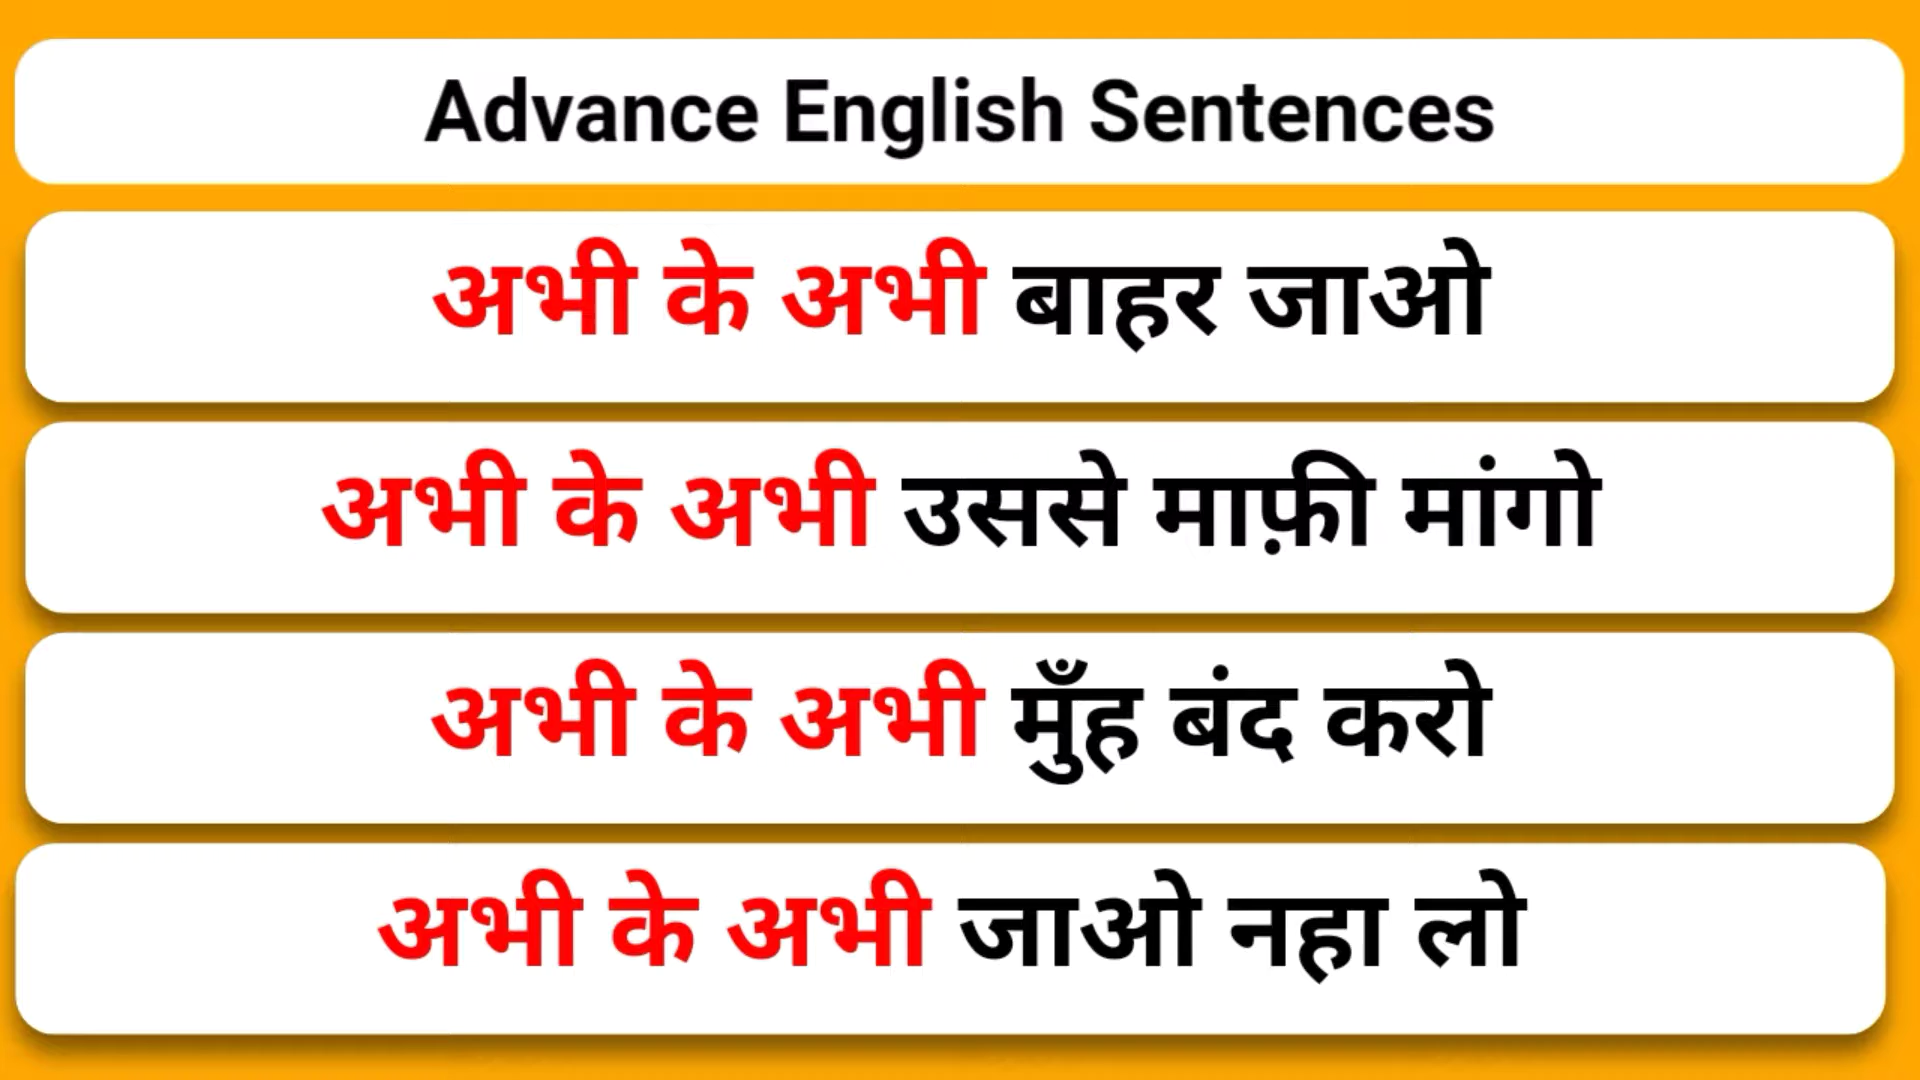 Advance English Sentences
अभी के अभी बाहर जाओ
अभी के अभी उससे माफ़ी मांगो
अभी के अभी मुँह बंद करो
अभी के अभी जाओ नहा लो